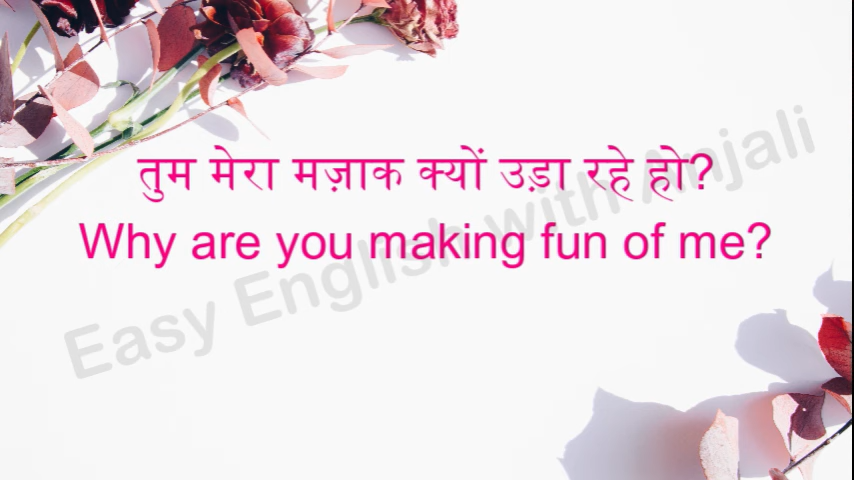 तुम मेरा मज़ाक क्यों उड़ा रहे हो?
Why are you making fun of me?
Easy English with Anjali